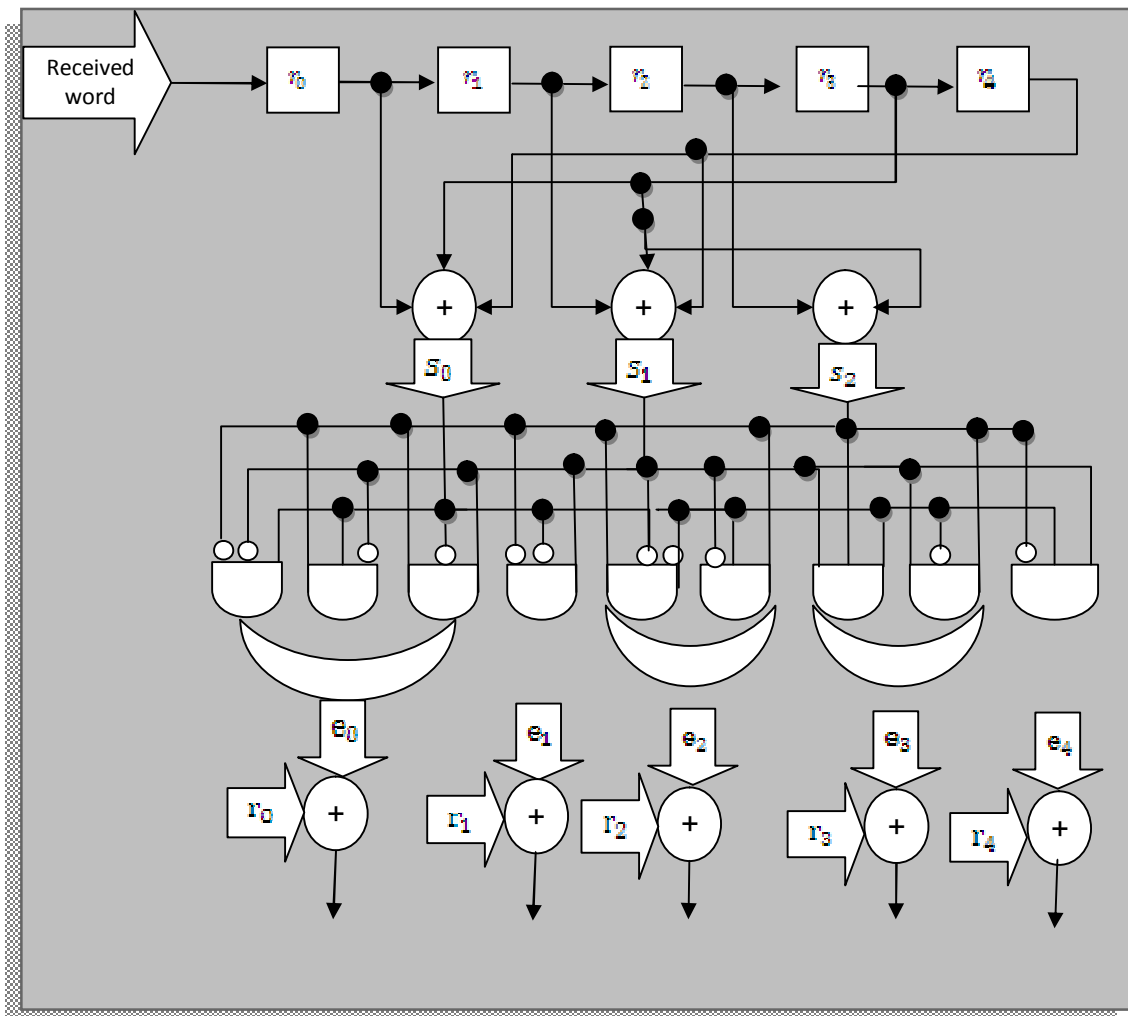 Received
word
r₀ r₁ r₂ r₃ r₄
+ + +
s₀ s₁ s₂
e₀ e₁ e₂ e₃ e₄
r₀ + r₁ + r₂ + r₃ + r₄ +